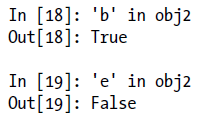 In [18]: 'b' in obj2
Out[18]: True
In [19]: 'e' in obj2
Out[19]: False